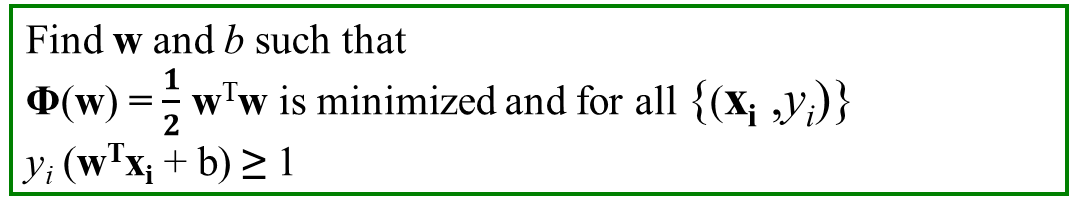 Find w and b such that
Φ(w) = ½ wᵀw is minimized and for all {(xᵢ ,yᵢ)}
yᵢ (wᵀxᵢ + b) ≥ 1